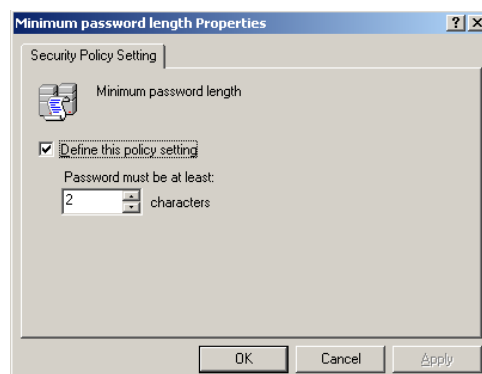 Minimum password length Properties
Security Policy Setting
Minimum password length
Define this policy setting
Password must be at least:
2 characters
OK Cancel Apply